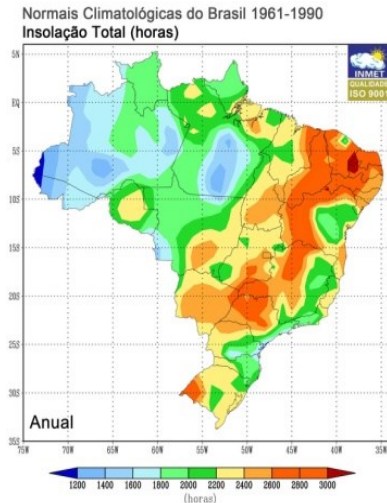 Normais Climatológicas do Brasil 1961-1990
Insolação Total (horas)
INMET
QUALIDADE
ISO 9001
5N
EQ
5S
10S
15S
20S
25S
30S
35S
Anual
75W 70W 65W 60W 55W 50W 45W 40W 35W
1200 1400 1600 1800 2000 2200 2400 2600 2800 3000
(horas)